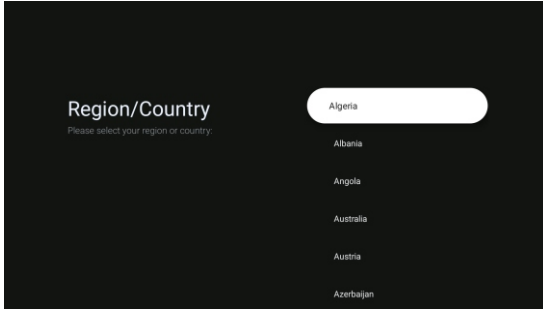 Region/Country
Please select your region or country:
Algeria
Albania
Angola
Australia
Austria
Azerbaijan